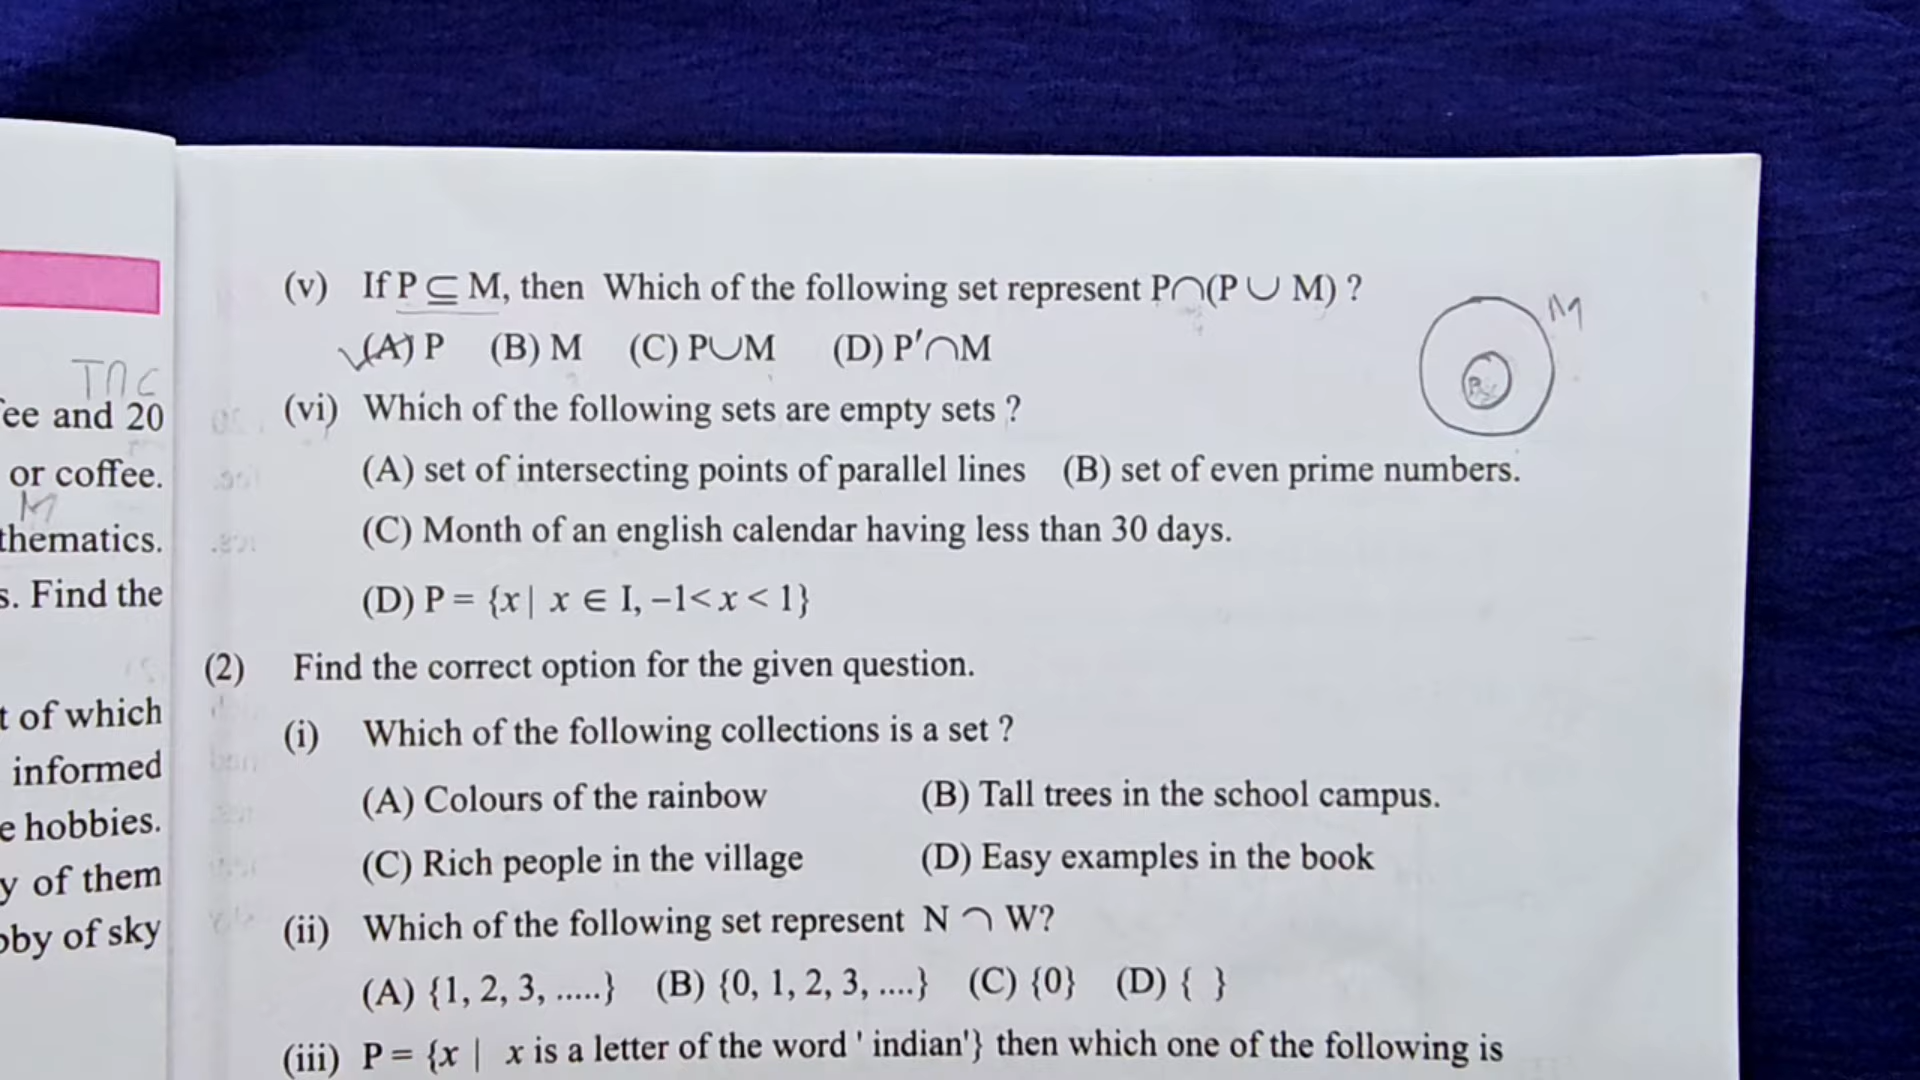 TՈC
ee and 20
or coffee.
M
thematics.
s. Find the
t of which
informed
e hobbies.
y of them
by of sky
(v) If P ⊆ M, then Which of the following set represent P∩(P ∪ M) ?
M
(A) P (B) M (C) P∪M (D) P′∩M
P
(vi) Which of the following sets are empty sets ?
(A) set of intersecting points of parallel lines (B) set of even prime numbers.
(C) Month of an english calendar having less than 30 days.
(D) P = {x | x ∈ I, −1< x < 1}
(2) Find the correct option for the given question.
(i) Which of the following collections is a set ?
(A) Colours of the rainbow (B) Tall trees in the school campus.
(C) Rich people in the village (D) Easy examples in the book
(ii) Which of the following set represent N ∩ W?
(A) {1, 2, 3, .....} (B) {0, 1, 2, 3, ....} (C) {0} (D) { }
(iii) P = {x | x is a letter of the word ' indian'} then which one of the following is